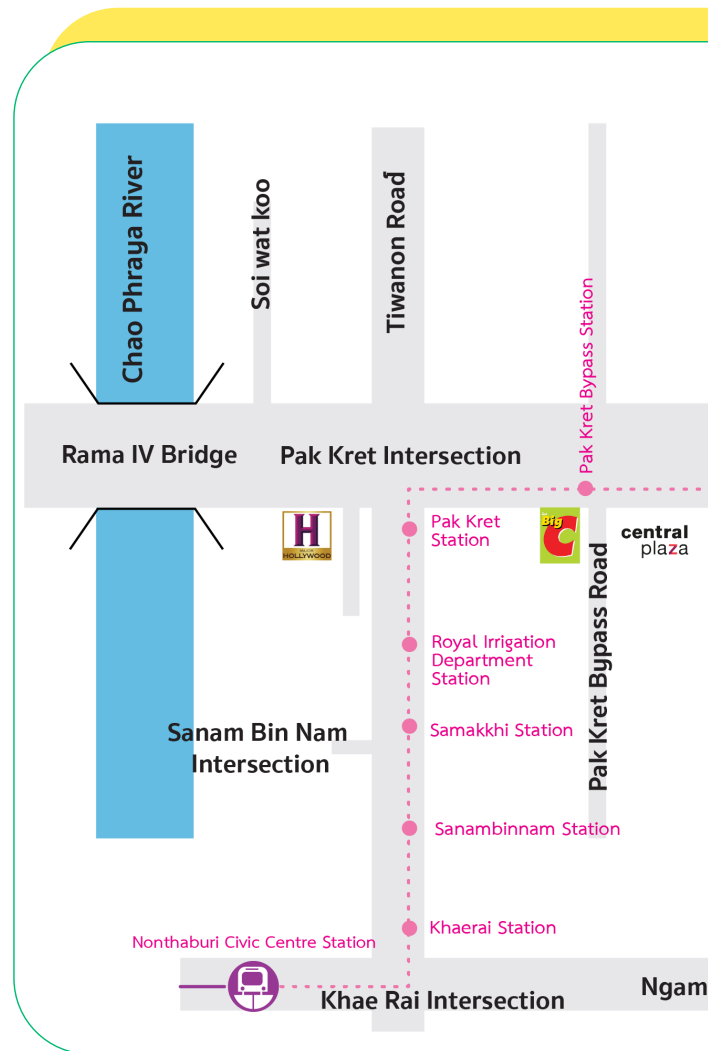 Chao Phraya River
Soi wat koo
Tiwanon Road
Pak Kret Bypass Station
Rama IV Bridge
Pak Kret Intersection
H
HOLLYWOOD
Pak Kret
Station
Big
C
central
plaza
Pak Kret Bypass Road
Royal Irrigation
Department
Station
Sanam Bin Nam
Intersection
Samakkhi Station
Sanambinnam Station
Khaerai Station
Nonthaburi Civic Centre Station
Khae Rai Intersection
Ngam